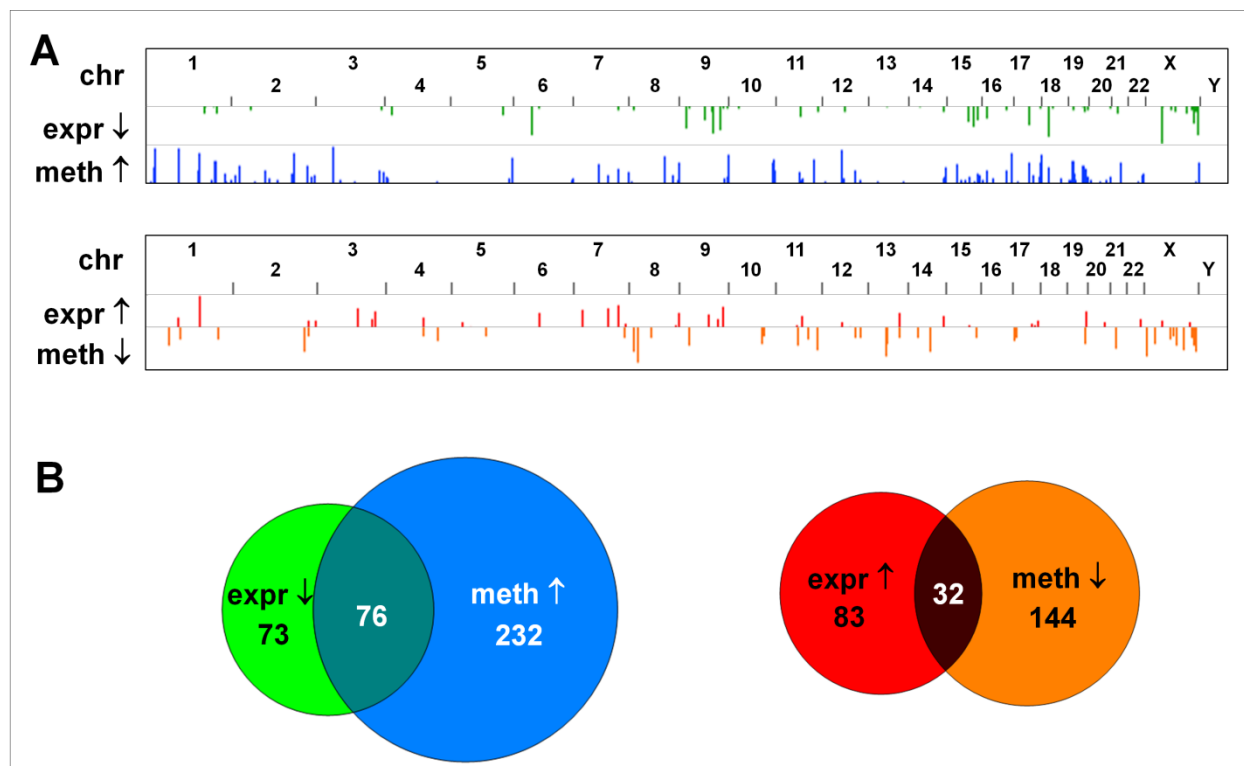 A
chr
1 2 3 4 5 6 7 8 9 10 11 12 13 14 15 16 17 18 19 20 21 22 X Y
expr ↓
meth ↑
chr
1 2 3 4 5 6 7 8 9 10 11 12 13 14 15 16 17 18 19 20 21 22 X Y
expr ↑
meth ↓
B
expr ↓
73
76
meth ↑
232
expr ↑
83
32
meth ↓
144